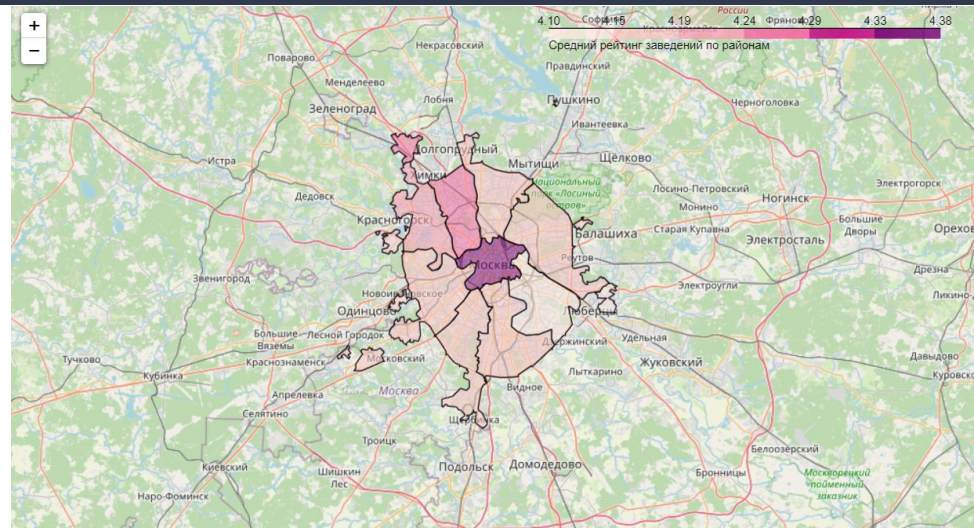 +
−
4.10 4.15 4.19 4.24 4.29 4.33 4.38
Средний рейтинг заведений по районам
России
Некрасовский
Поварово
Правдинский
Менделеево
Лобня
Зеленоград
Пушкино
Черноголовка
Ивантеевка
Долгопрудный
Истра
Мытищи
Щёлково
Химки
Национальный
парк «Лосиный
остров»
Электрогорск
Лосино-Петровский
Дедовск
Монино
Ногинск
Красногорск
Старая Купавна
Большие
Дворы
Балашиха
Электросталь
Москва
Реутов
Дрезна
Звенигород
Электроугли
Одинцово
Люберцы
Большие
Вяземы
Лесной Городок
Дзержинский
Удельная
Тучково
Краснознаменск
Московский
Жуковский
Давыдово
Кубинка
Лыткарино
Апрелевка
Москва
Видное
Селятино
Щербинка
Троицк
Белоозёрский
Киевский
Подольск
Домодедово
Шишкин
Лес
Бронницы
Москворецкий
пойменный
заказник
Наро-Фоминск